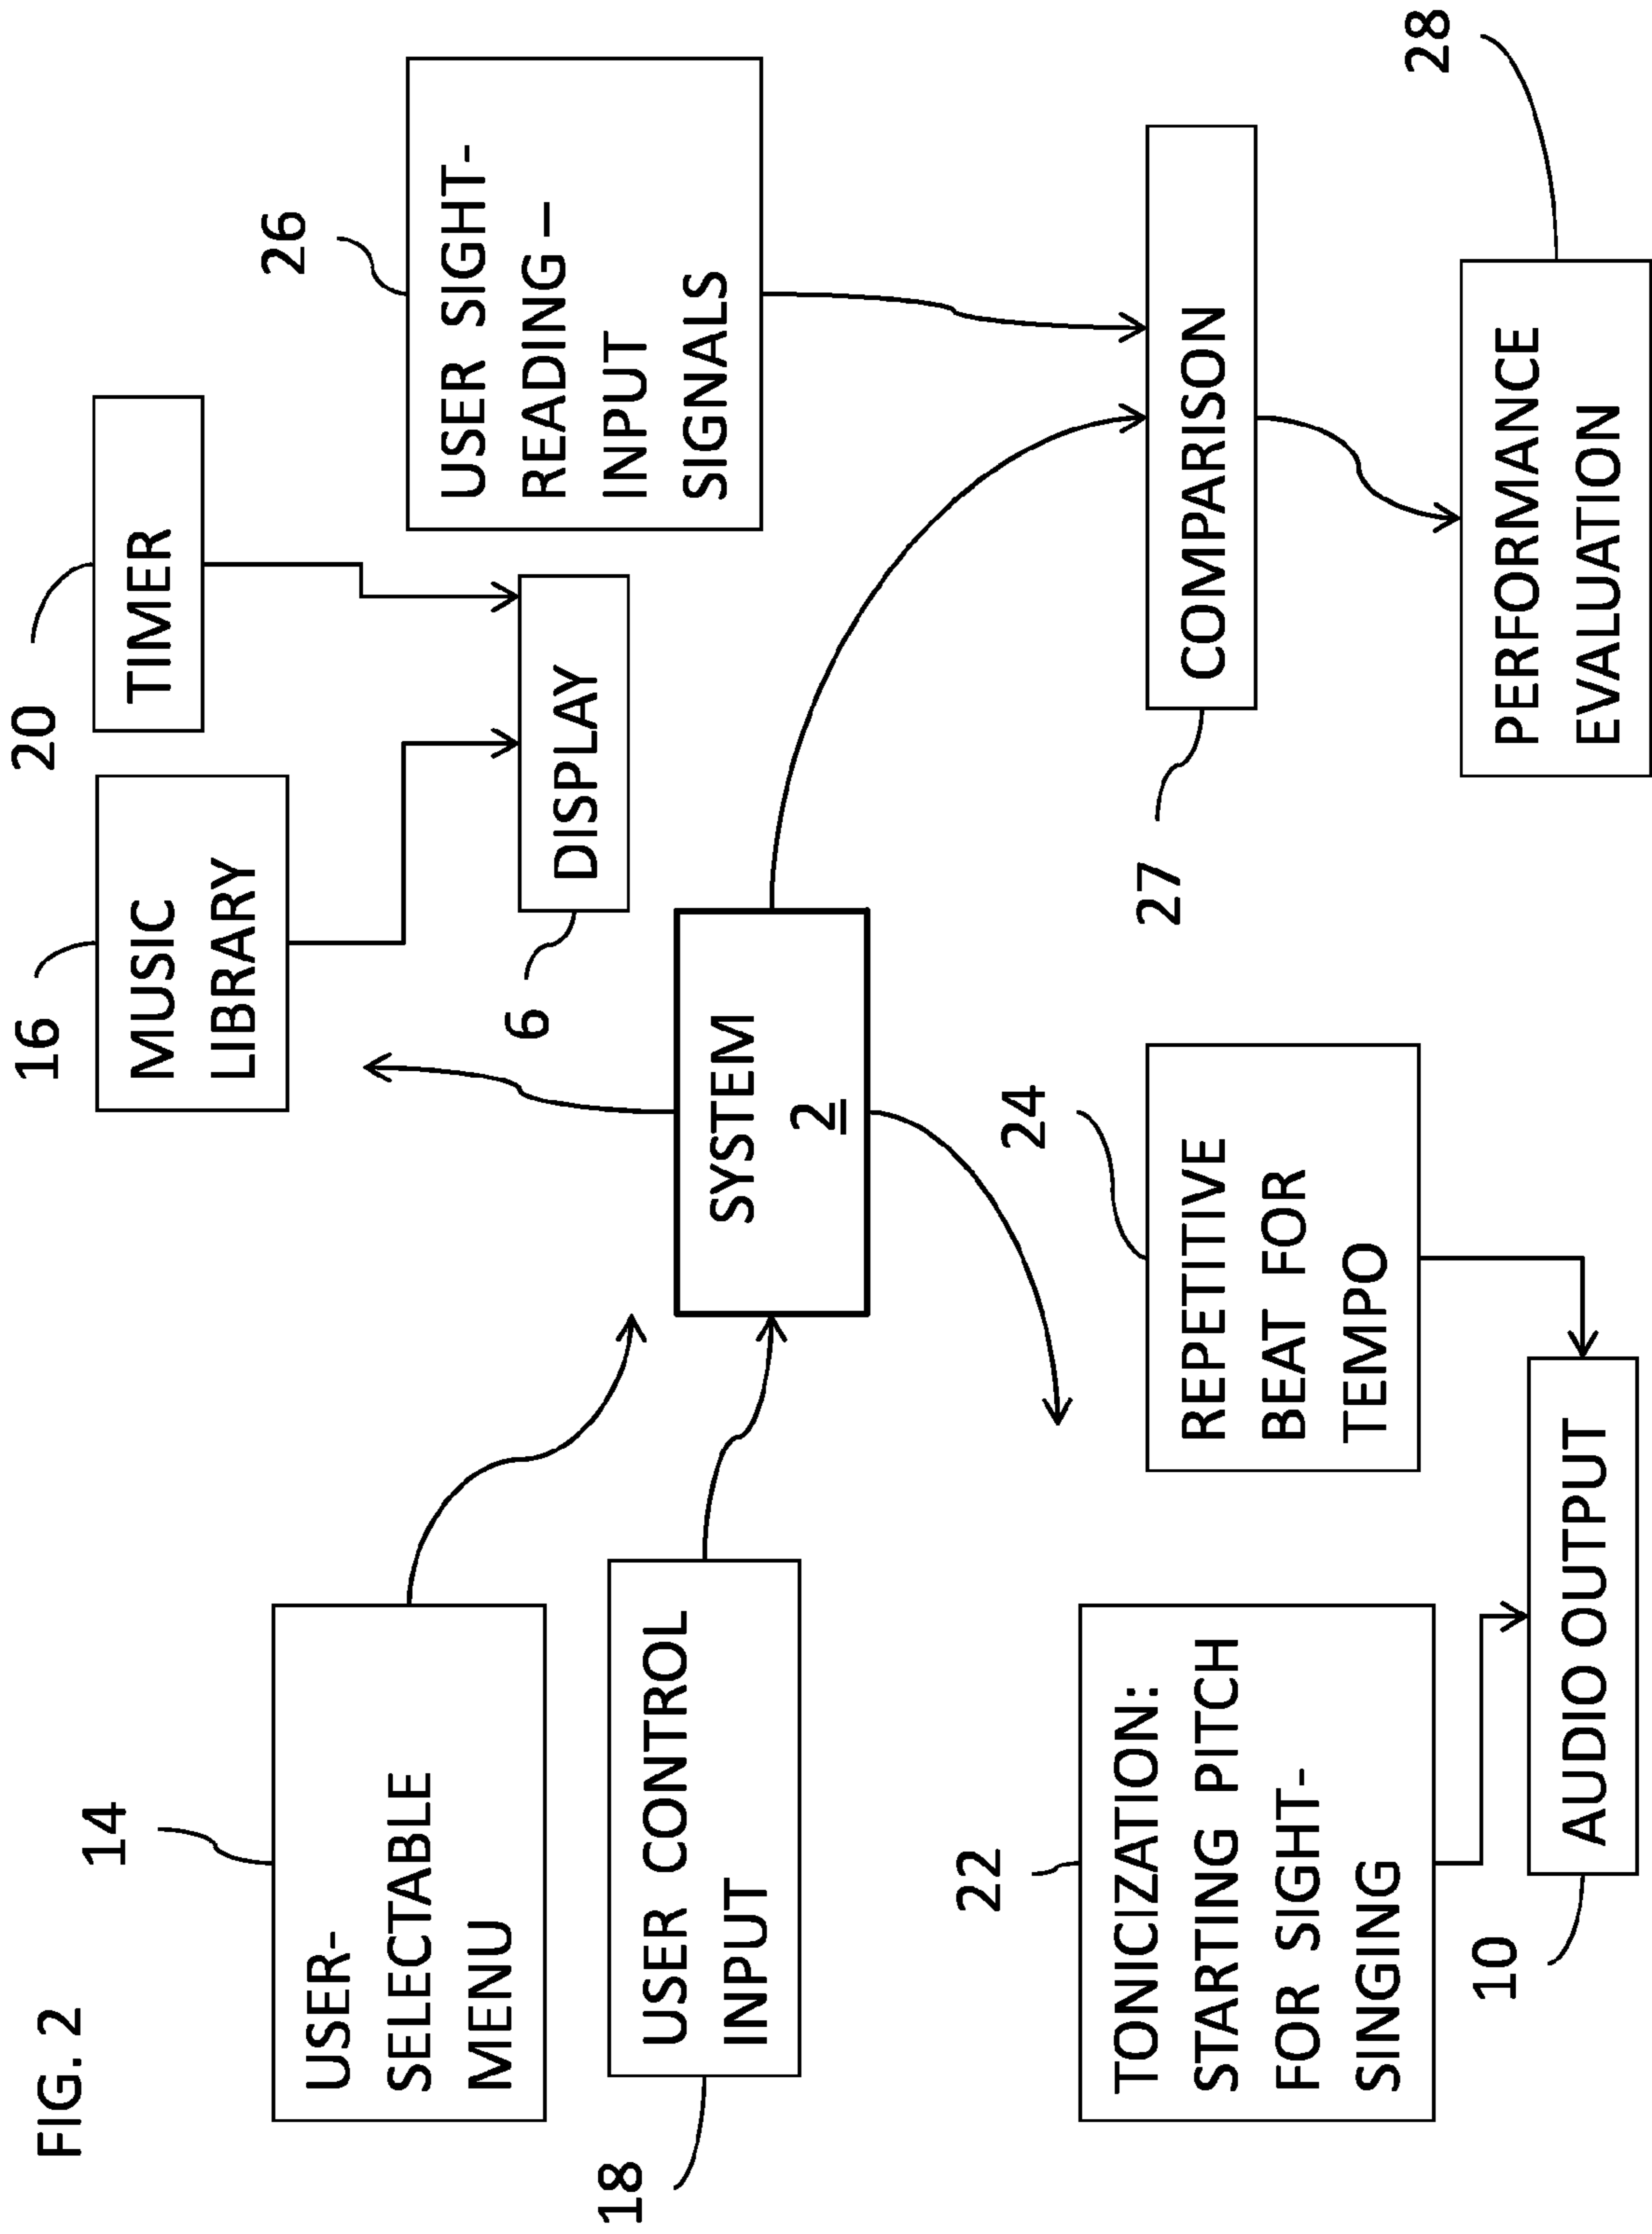 FIG. 2
14
USER-
SELECTABLE
MENU
18
USER CONTROL
INPUT
16
MUSIC
LIBRARY
20
TIMER
6
DISPLAY
26
USER SIGHT-
READING –
INPUT
SIGNALS
SYSTEM
2
22
TONICIZATION:
STARTING PITCH
FOR SIGHT-
SINGING
24
REPETITIVE
BEAT FOR
TEMPO
10
AUDIO OUTPUT
27
COMPARISON
28
PERFORMANCE
EVALUATION